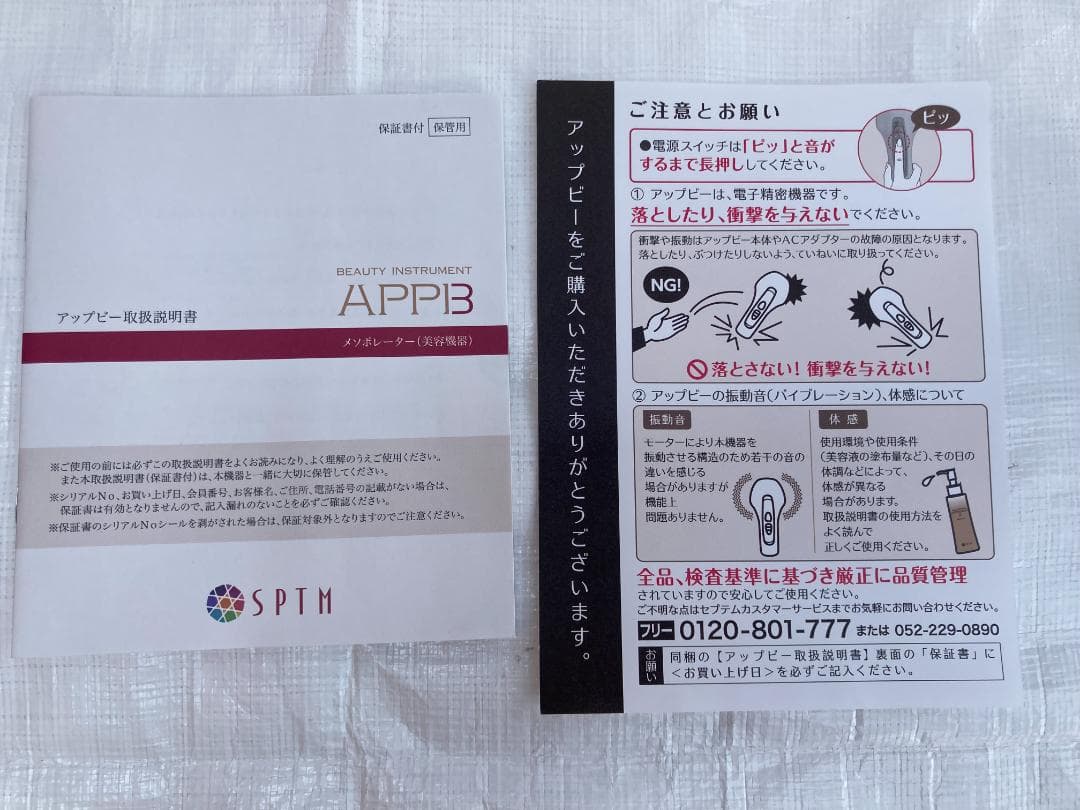 保証書付 保管用
BEAUTY INSTRUMENT
APPB
アップビー取扱説明書
メソポレーター(美容機器)
※ご使用の前には必ずこの取扱説明書をよくお読みになり、よく理解のうえご使用ください。
また本取扱説明書(保証書付)は、本機器と一緒に大切に保管してください。
※シリアルNo、お買い上げ日、会員番号、お客様名、ご住所、電話番号の記載がない場合は、
保証書は有効となりませんので、記入漏れのないことを必ずご確認ください。
※保証書のシリアルNoシールを剥がされた場合は、保証対象外となりますのでご注意ください。
SPTM
アップビーをご購入いただきありがとうございます。
ご注意とお願い
●電源スイッチは「ピッ」と音が
するまで長押ししてください。
ピッ
① アップビーは、電子精密機器です。
落としたり、衝撃を与えないでください。
衝撃や振動はアップビー本体やACアダプターの故障の原因となります。
落としたり、ぶつけたりしないよう、ていねいに取り扱ってください。
NG!
落とさない! 衝撃を与えない!
② アップビーの振動音(バイブレーション)、体感について
振動音
モーターにより本機器を
振動させる構造のため若干の音の
違いを感じる
場合がありますが
機能上
問題ありません。
体感
使用環境や使用条件
(美容液の塗布量など)、その日の
体調などによって、
体感が異なる
場合があります。
取扱説明書の使用方法を
よく読んで
正しくご使用ください。
全品、検査基準に基づき厳正に品質管理
されていますので安心してご使用ください。
ご不明な点はセプテムカスタマーサービスまでお気軽にお問い合わせください。
フリー 0120-801-777 または 052-229-0890
お願い
同梱の【アップビー取扱説明書】裏面の「保証書」に
<お買い上げ日>を必ずご記入ください。